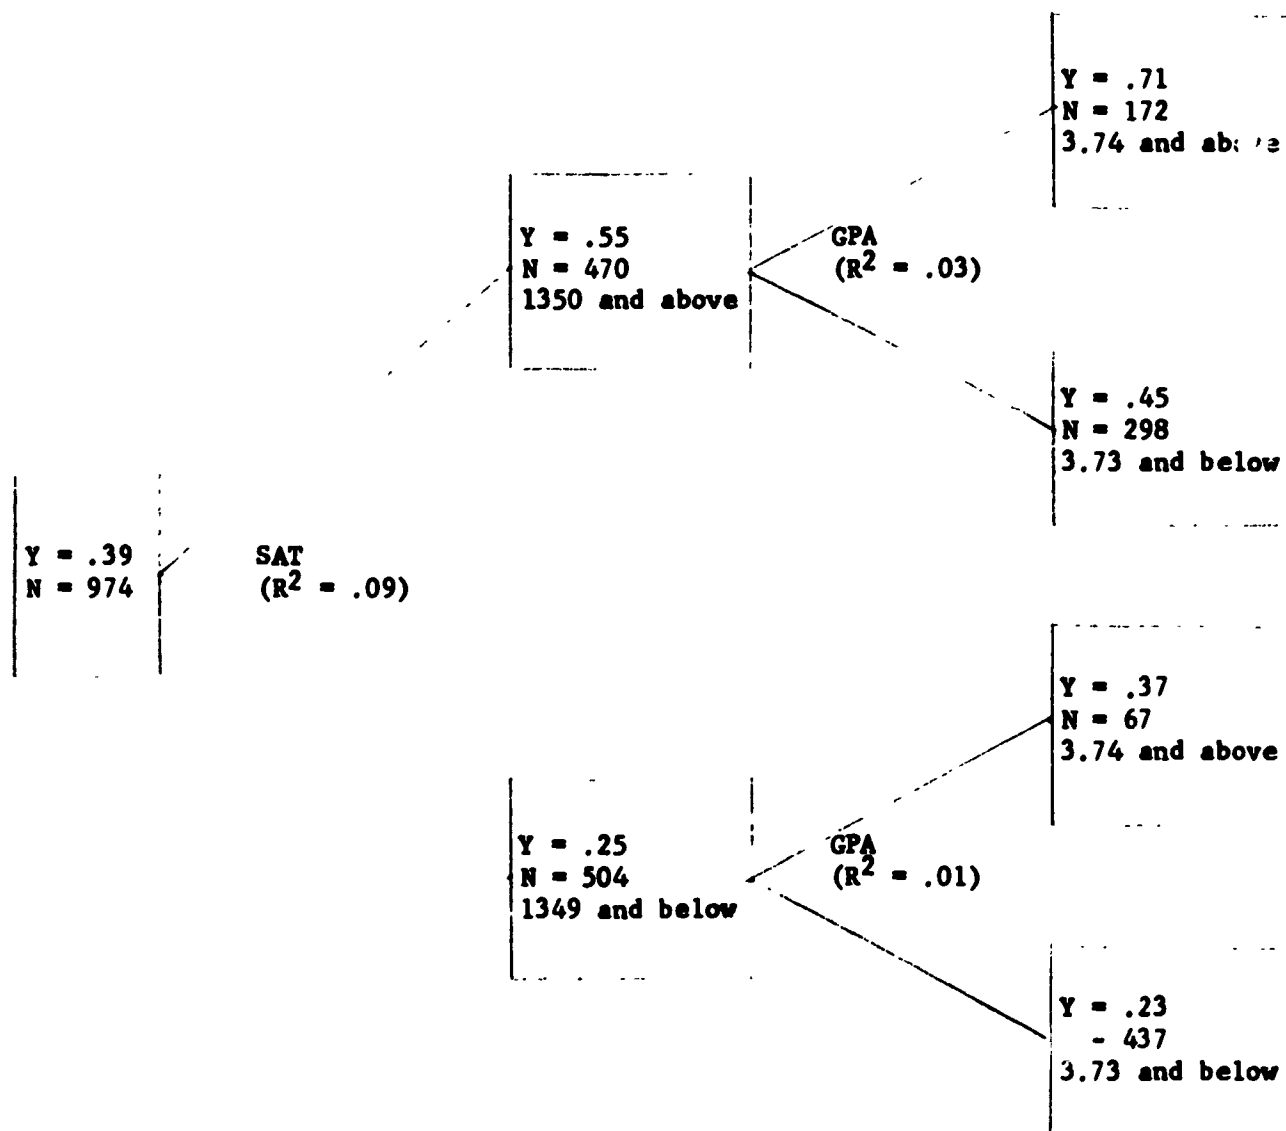 Y = .71
N = 172
3.74 and
Y = .55
N = 470
1350 and above
GPA
(R² = .03)
Y = .45
N = 298
3.73 and below
Y = .39
N = 974
SAT
(R² = .09)
Y = .37
N = 67
3.74 and above
Y = .25
N = 504
1349 and below
GPA
(R² = .01)
Y = .23
- 437
3.73 and below